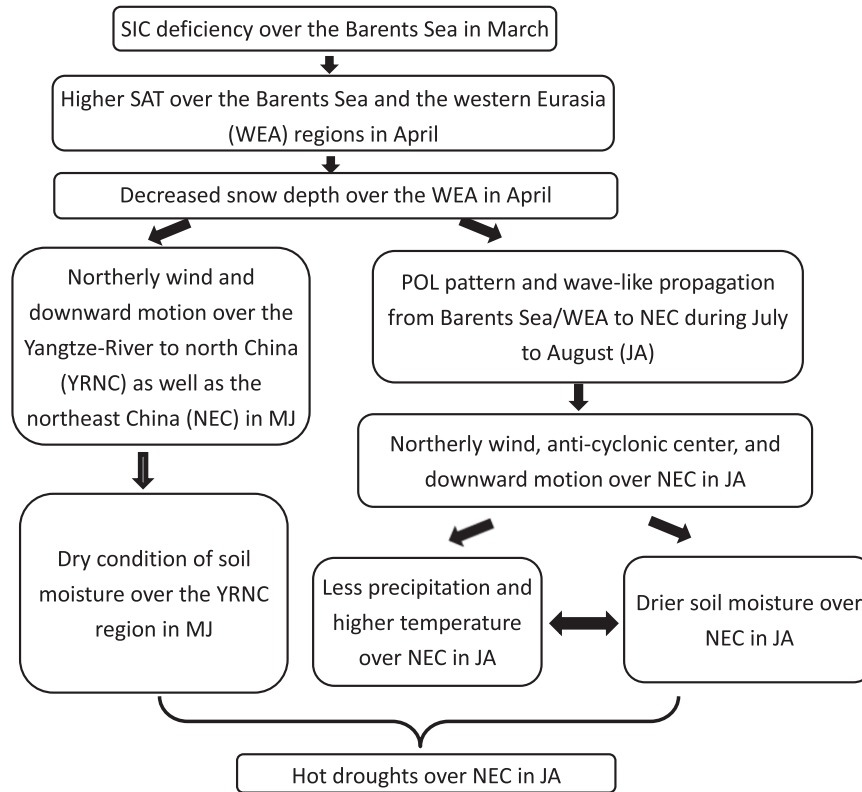 SIC deficiency over the Barents Sea in March
Higher SAT over the Barents Sea and the western Eurasia
(WEA) regions in April
Decreased snow depth over the WEA in April
Northerly wind and
downward motion over the
Yangtze-River to north China
(YRNC) as well as the
northeast China (NEC) in MJ
POL pattern and wave-like propagation
from Barents Sea/WEA to NEC during July
to August (JA)
Northerly wind, anti-cyclonic center, and
downward motion over NEC in JA
Dry condition of soil
moisture over the YRNC
region in MJ
Less precipitation and
higher temperature
over NEC in JA
Drier soil moisture over
NEC in JA
Hot droughts over NEC in JA